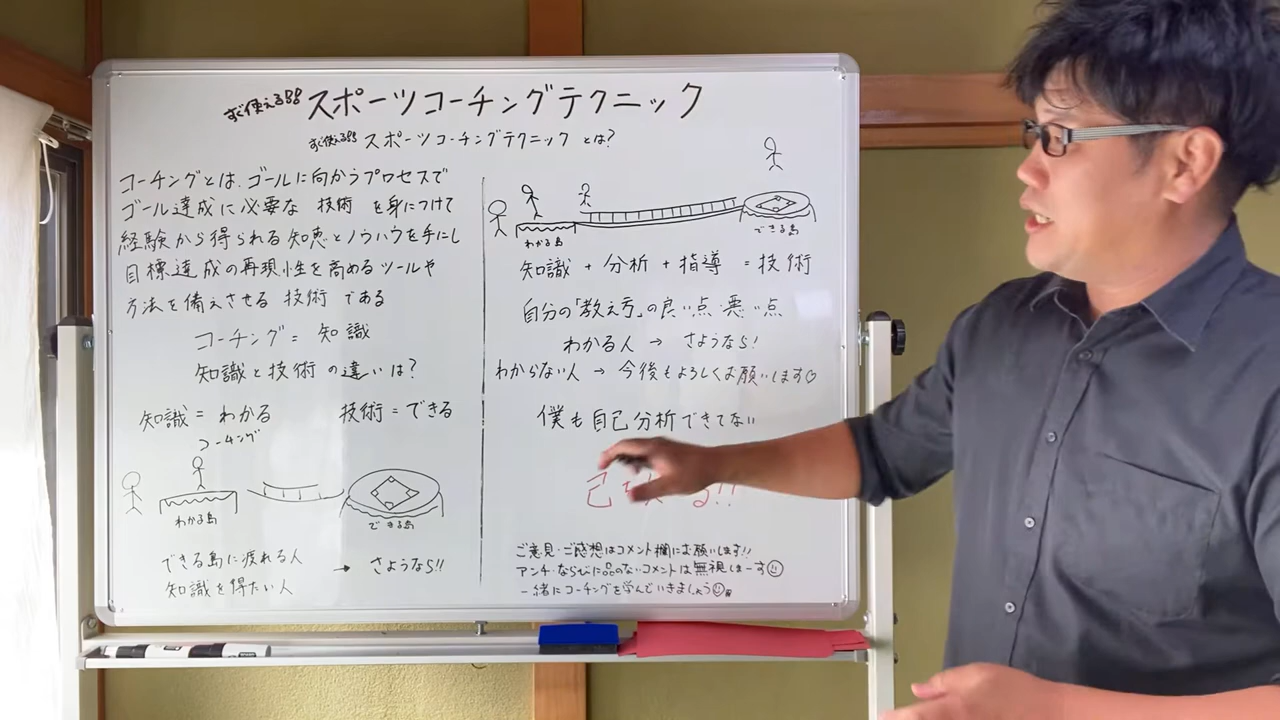 すぐ使える!! スポーツコーチングテクニック
すぐ使える!! スポーツコーチングテクニック とは?
コーチングとは、ゴールに向かうプロセスで
ゴール達成に必要な 技術 を身につけて
経験から得られる知恵とノウハウを手にし
目標達成の再現性を高めるツールや
方法を備えさせる 技術 である
コーチング = 知識
知識と技術の違いは?
知識 = わかる 技術 = できる
コーチング
わかる島
できる島
できる島に渡れる人
知識を得たい人
→ さようなら!!
わかる島
できる島
知識 + 分析 + 指導 = 技術
自分の「教え方」の良い点・悪い点
わかる人 → さようなら!
わからない人 → 今後もよろしくお願いします
僕も自己分析できてない
己を る!!
ご意見・ご感想はコメント欄にお願いします!!
アンチ・ならびに品のないコメントは無視しまーす
一緒にコーチングを学んでいきましょう